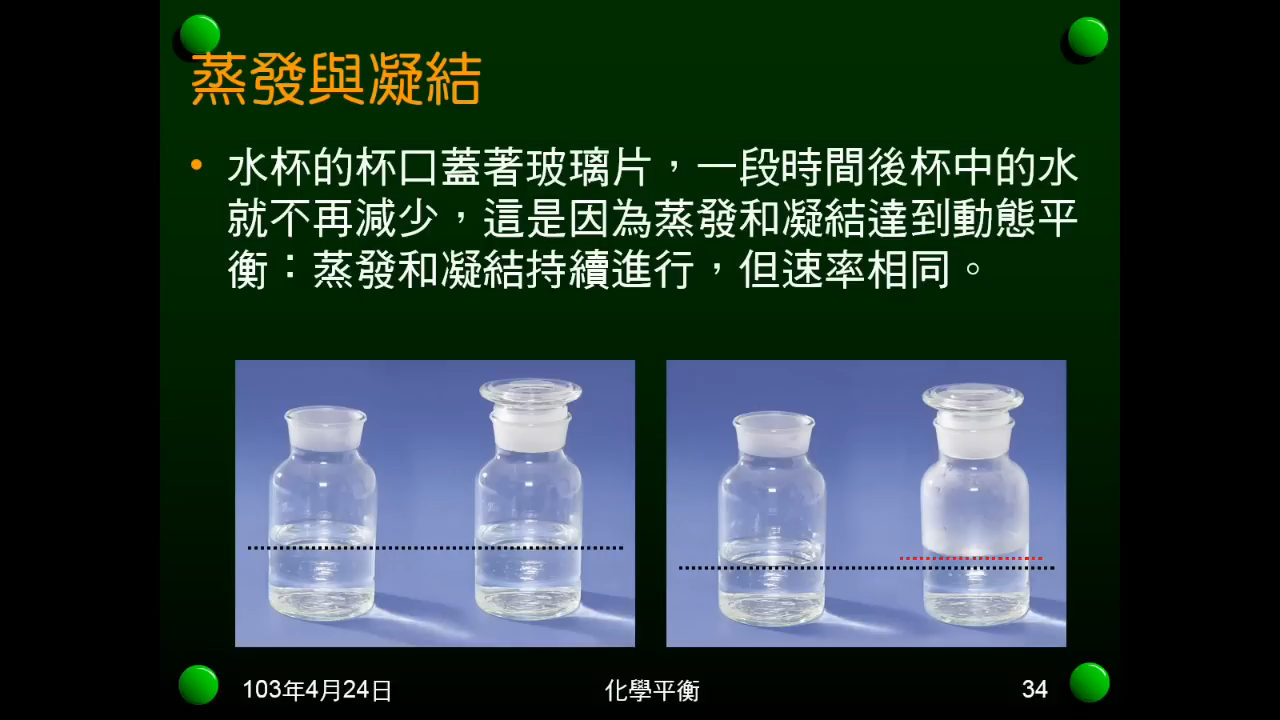 蒸發與凝結
• 水杯的杯口蓋著玻璃片，一段時間後杯中的水
就不再減少，這是因為蒸發和凝結達到動態平
衡：蒸發和凝結持續進行，但速率相同。
103年4月24日
化學平衡
34